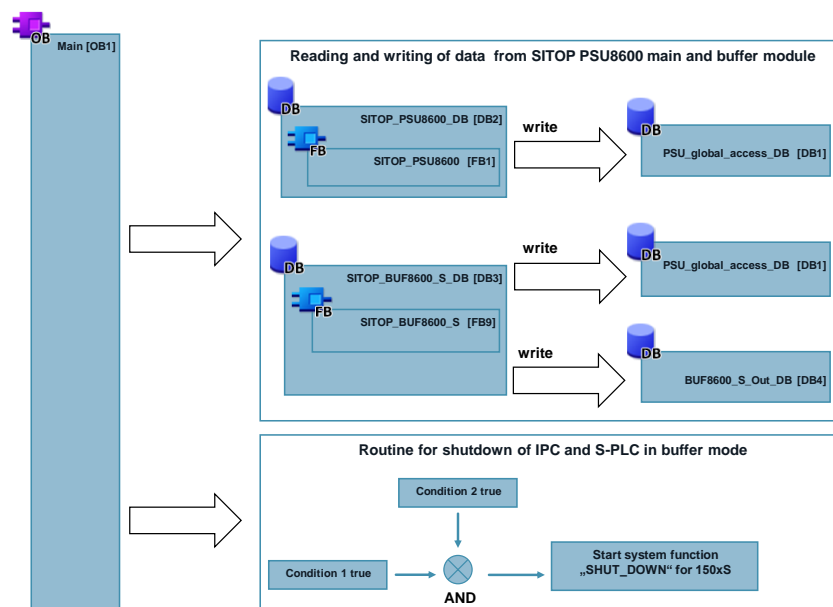 OB
Main [OB1]
Reading and writing of data from SITOP PSU8600 main and buffer module
DB
SITOP_PSU8600_DB [DB2]
FB
SITOP_PSU8600 [FB1]
write
DB
PSU_global_access_DB [DB1]
DB
SITOP_BUF8600_S_DB [DB3]
FB
SITOP_BUF8600_S [FB9]
write
DB
PSU_global_access_DB [DB1]
write
DB
BUF8600_S_Out_DB [DB4]
Routine for shutdown of IPC and S-PLC in buffer mode
Condition 2 true
Condition 1 true
AND
Start system function
„SHUT_DOWN“ for 150xS